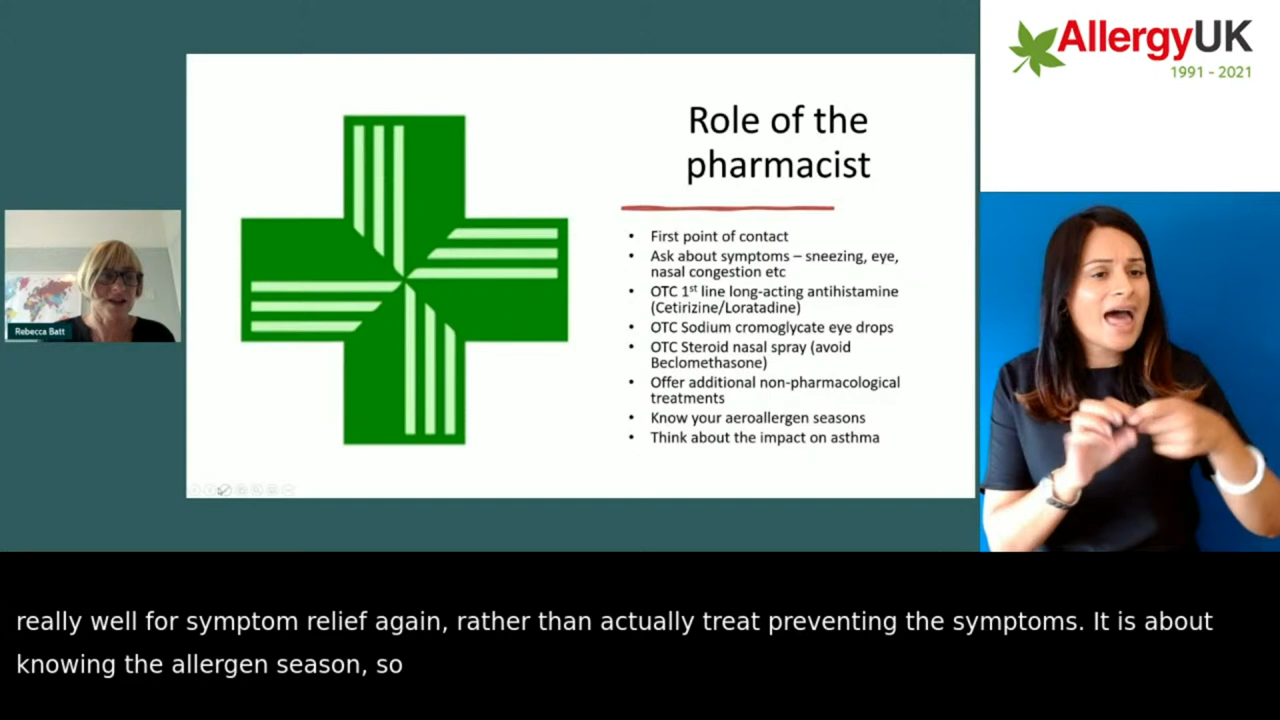 AllergyUK
1991 - 2021
Role of the
pharmacist
• First point of contact
• Ask about symptoms – sneezing, eye,
nasal congestion etc
• OTC 1st line long-acting antihistamine
(Cetirizine/Loratadine)
• OTC Sodium cromoglycate eye drops
• OTC Steroid nasal spray (avoid
Beclomethasone)
• Offer additional non-pharmacological
treatments
• Know your aeroallergen seasons
• Think about the impact on asthma
Rebecca Batt
really well for symptom relief again, rather than actually treat preventing the symptoms. It is about
knowing the allergen season, so